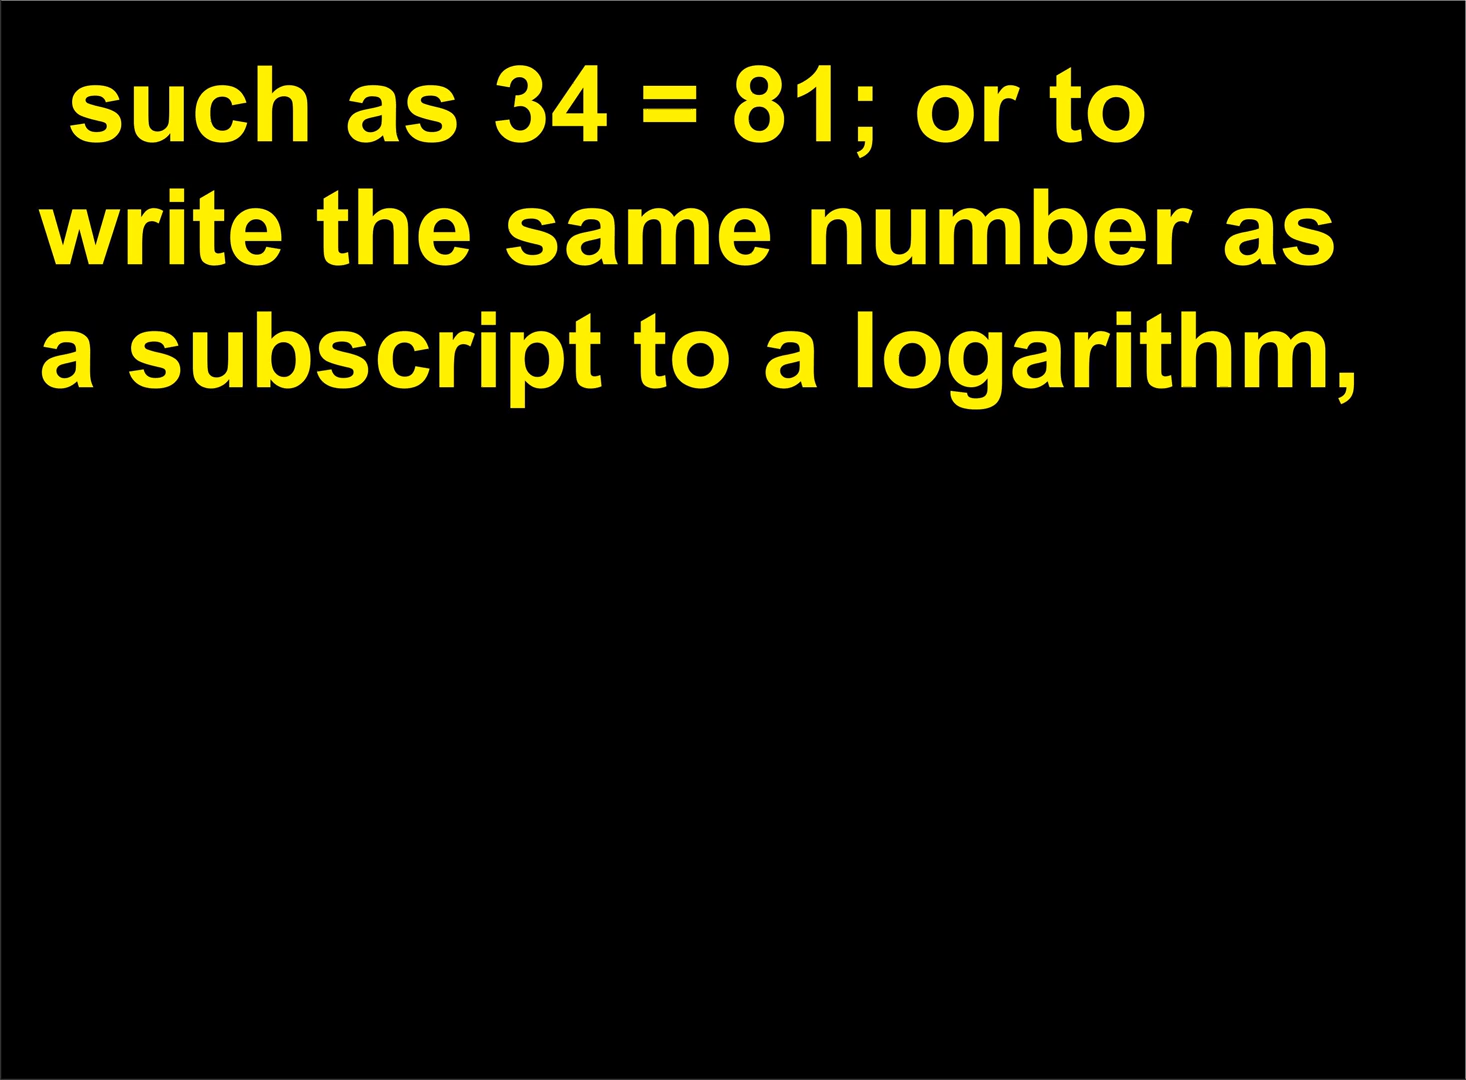 such as 34 = 81; or to
write the same number as
a subscript to a logarithm,